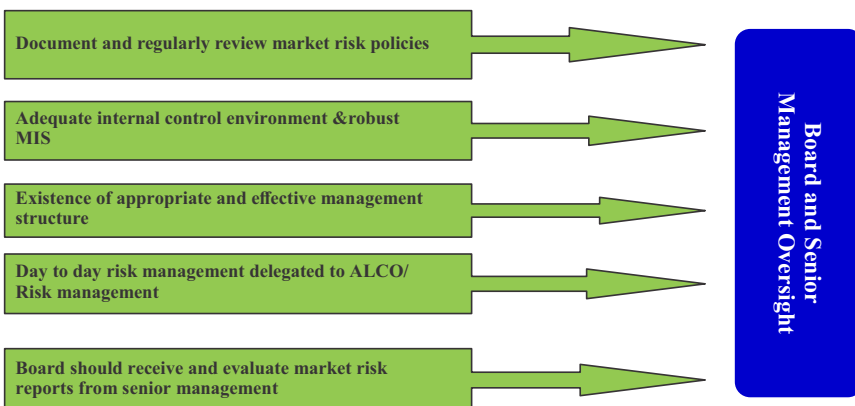 Document and regularly review market risk policies
Adequate internal control environment &robust
MIS
Existence of appropriate and effective management
structure
Day to day risk management delegated to ALCO/
Risk management
Board should receive and evaluate market risk
reports from senior management
Board and Senior
Management Oversight